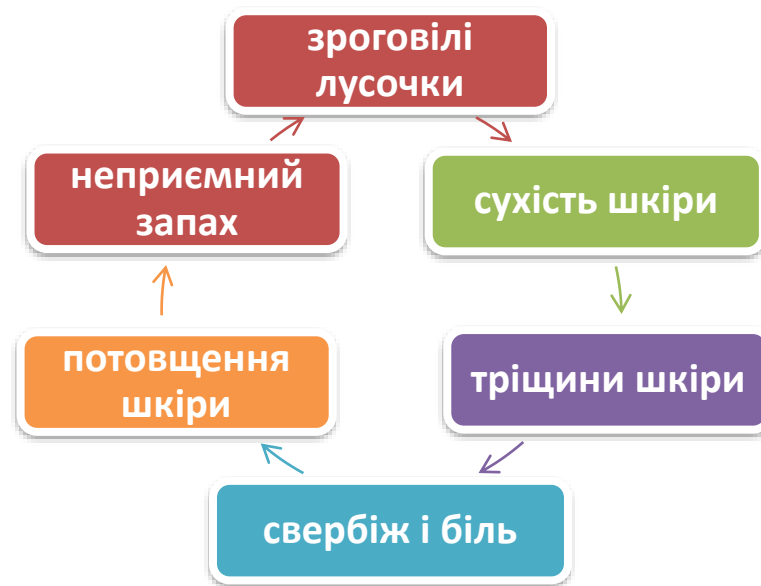 зроговілі
лусочки
сухість шкіри
тріщини шкіри
свербіж і біль
потовщення
шкіри
неприємний
запах